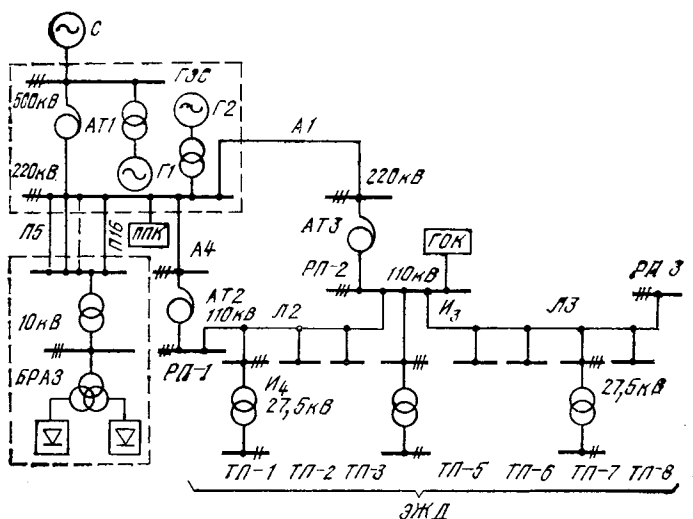 С
ГЭС
500кВ
АТ1
Г2
Г1
А1
220кВ
220кВ
АТ3
П5
П16
ППК
А4
ГОК
РП-2
110кВ
РП 3
10кВ
АТ2
110кВ
Л2
И3
Л3
РП-1
БРАЗ
И4
27,5кВ
27,5кВ
ТП-1 ТП-2 ТП-3 ТП-5 ТП-6 ТП-7 ТП-8
ЭЖД